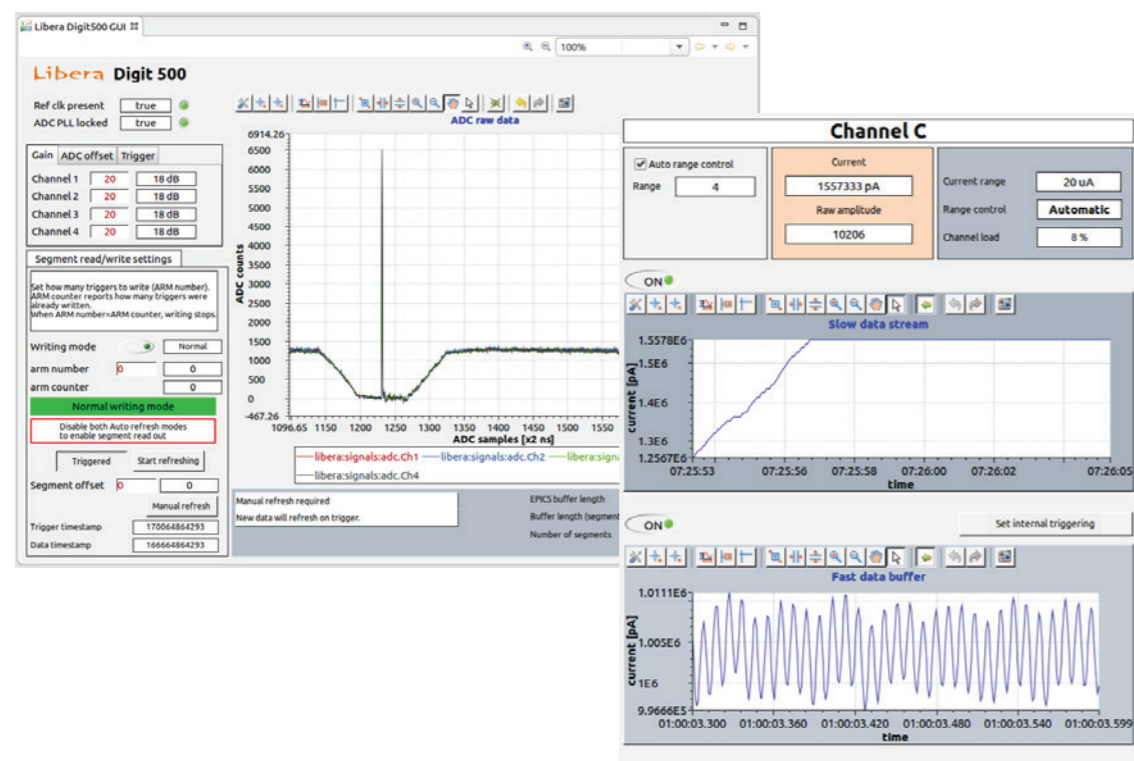 Libera Digit500 GUI
100%
Libera Digit 500
Ref clk present true
ADC PLL locked true
Gain ADC offset Trigger
Channel 1 20 18 dB
Channel 2 20 18 dB
Channel 3 20 18 dB
Channel 4 20 18 dB
Segment read/write settings
Set how many triggers to write (ARM number).
ARM counter reports how many triggers were
already written.
When ARM number=ARM counter, writing stops.
Writing mode Normal
arm number 0 0
arm counter 0
Normal writing mode
Disable both Auto refresh modes
to enable segment read out
Triggered Start refreshing
Segment offset 0 0
Manual refresh
Trigger timestamp 170064864293
Data timestamp 166664864293
ADC raw data
6914.26
6500
6000
5500
5000
4500
4000
3500
3000
2500
2000
1500
1000
500
0
-467.26
ADC counts
1096.65 1150 1200 1250 1300 1350 1400 1450 1500 1550
ADC samples [x2 ns]
libera:signals:adc.Ch1 libera:signals:adc.Ch2 libera:signa
libera:signals:adc.Ch4
Manual refresh required
New data will refresh on trigger.
EPICS buffer length
Buffer length (segment
Number of segments
Channel C
Auto range control
Range 4
Current
1557333 pA
Raw amplitude
10206
Current range 20 uA
Range control Automatic
Channel load 8 %
ON
Slow data stream
1.5578E6
1.5E6
1.4E6
1.3E6
1.2567E6
current [pA]
07:25:53 07:25:56 07:25:58 07:26:00 07:26:02 07:26:05
time
ON
Set internal triggering
Fast data buffer
1.0111E6
1.005E6
1E6
9.9666E5
current [pA]
01:00:03.300 01:00:03.360 01:00:03.420 01:00:03.480 01:00:03.540 01:00:03.599
time